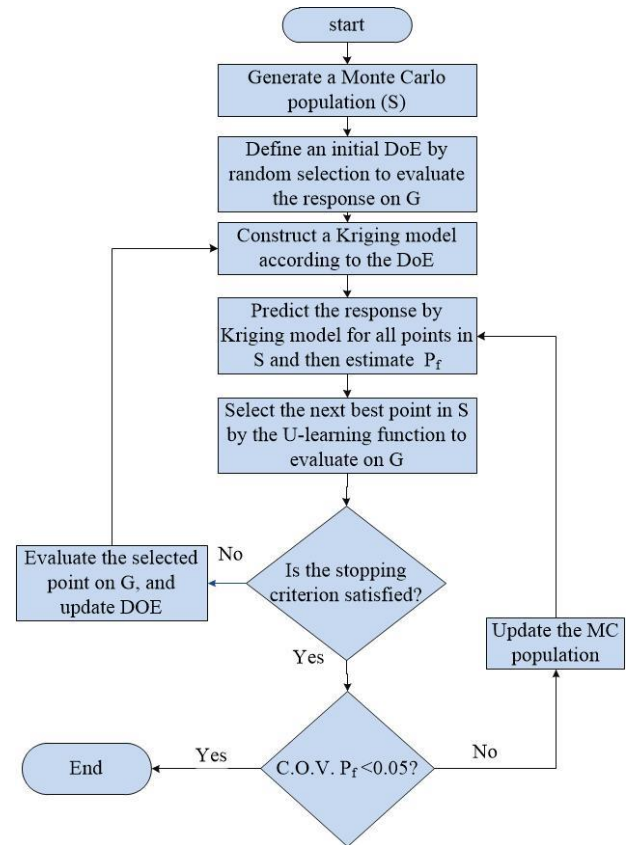 start
Generate a Monte Carlo
population (S)
Define an initial DoE by
random selection to evaluate
the response on G
Construct a Kriging model
according to the DoE
Predict the response by
Kriging model for all points in
S and then estimate Pf
Select the next best point in S
by the U-learning function to
evaluate on G
Evaluate the selected
point on G, and
update DOE
No
Is the stopping
criterion satisfied?
Yes
Update the MC
population
End
Yes
C.O.V. Pf <0.05?
No